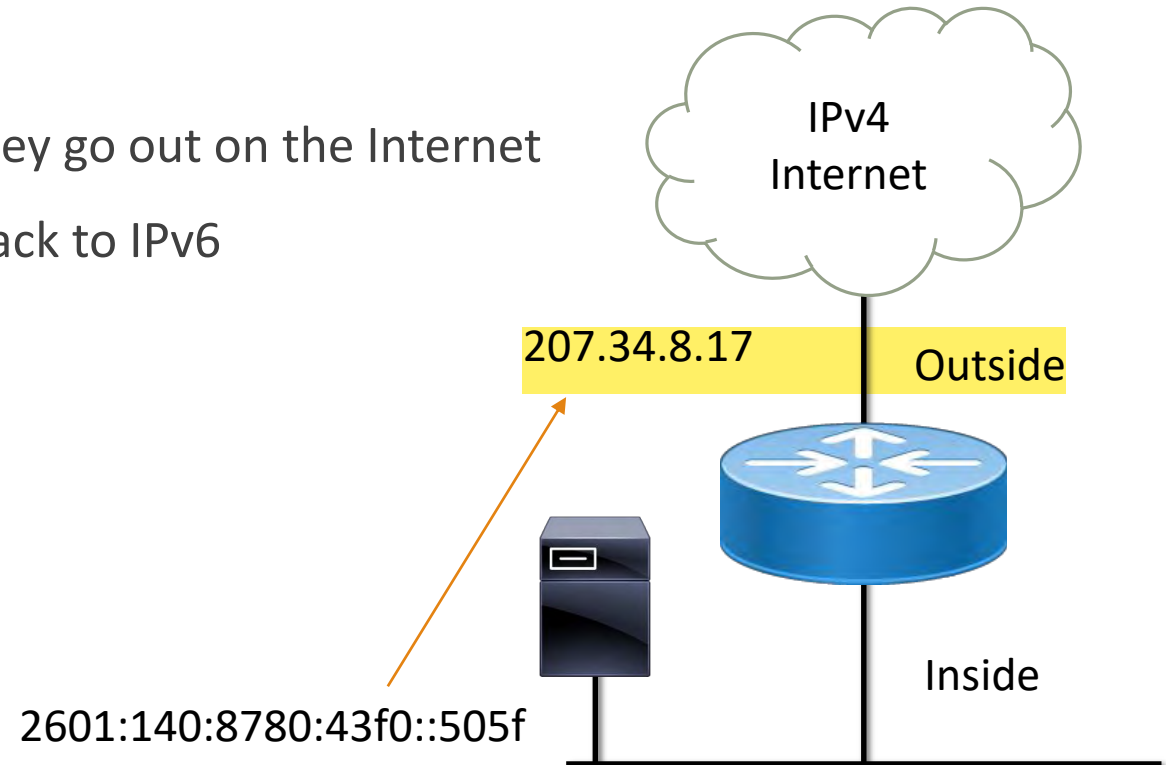 ey go out on the Internet
ack to IPv6
IPv4
Internet
207.34.8.17
Outside
Inside
2601:140:8780:43f0::505f